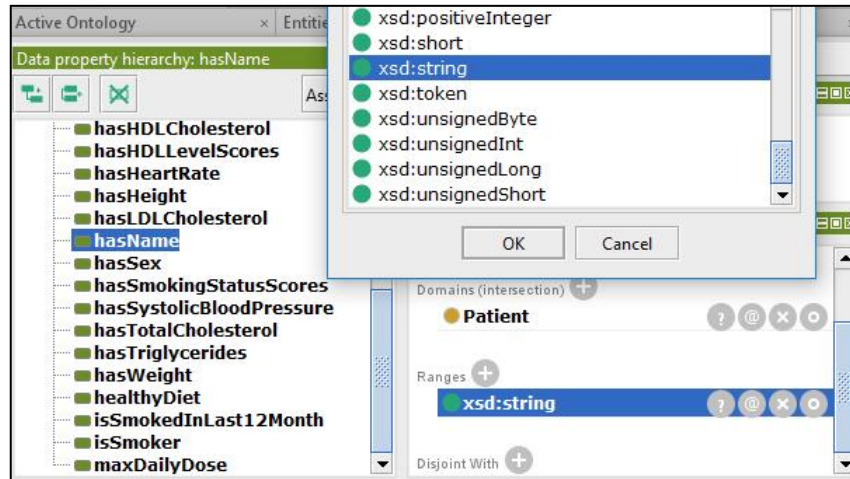 Active Ontology
× Entitie
Data property hierarchy: hasName
As
hasHDLCholesterol
hasHDLLevelScores
hasHeartRate
hasHeight
hasLDLCholesterol
hasName
hasSex
hasSmokingStatusScores
hasSystolicBloodPressure
hasTotalCholesterol
hasTriglycerides
hasWeight
healthyDiet
isSmokedInLast12Month
isSmoker
maxDailyDose
xsd:positiveInteger
xsd:short
xsd:string
xsd:token
xsd:unsignedByte
xsd:unsignedInt
xsd:unsignedLong
xsd:unsignedShort
OK
Cancel
Domains (intersection)
Patient
Ranges
xsd:string
Disjoint With